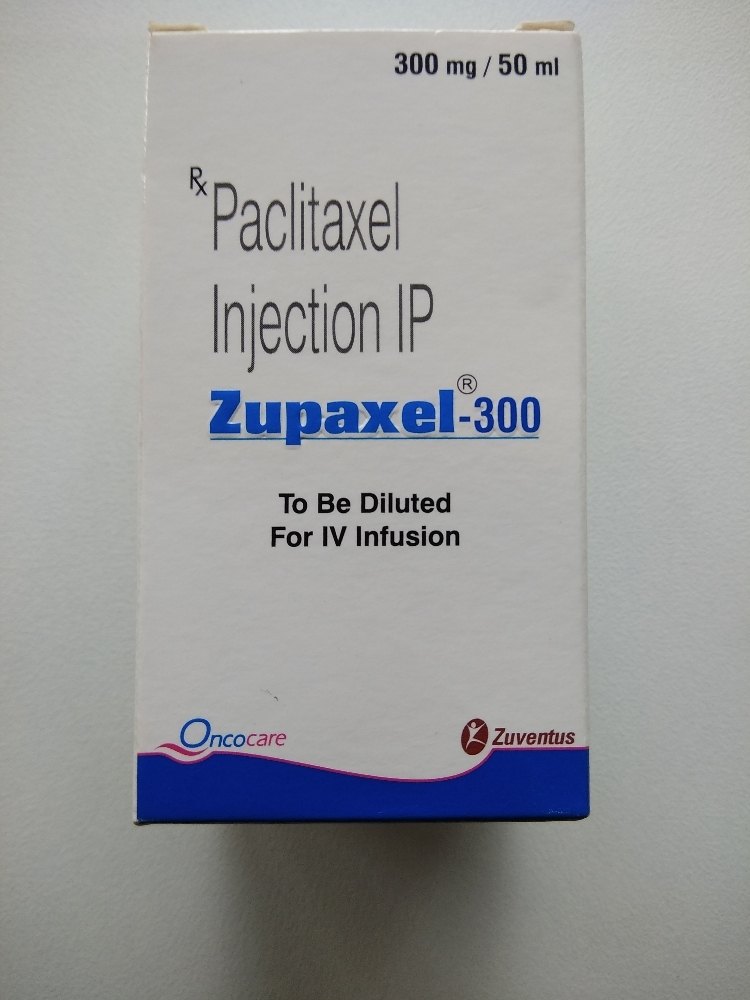 300 mg / 50 ml
Rx Paclitaxel
Injection IP
Zupaxel®-300
To Be Diluted
For IV Infusion
Oncocare
Zuventus